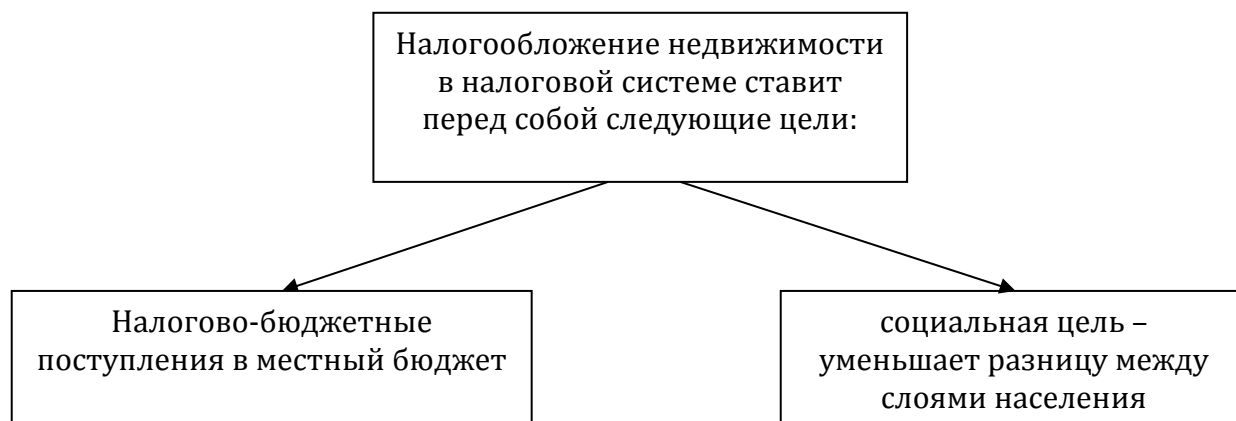 Налогообложение недвижимости
в налоговой системе ставит
перед собой следующие цели:
Налогово-бюджетные
поступления в местный бюджет
социальная цель –
уменьшает разницу между
слоями населения